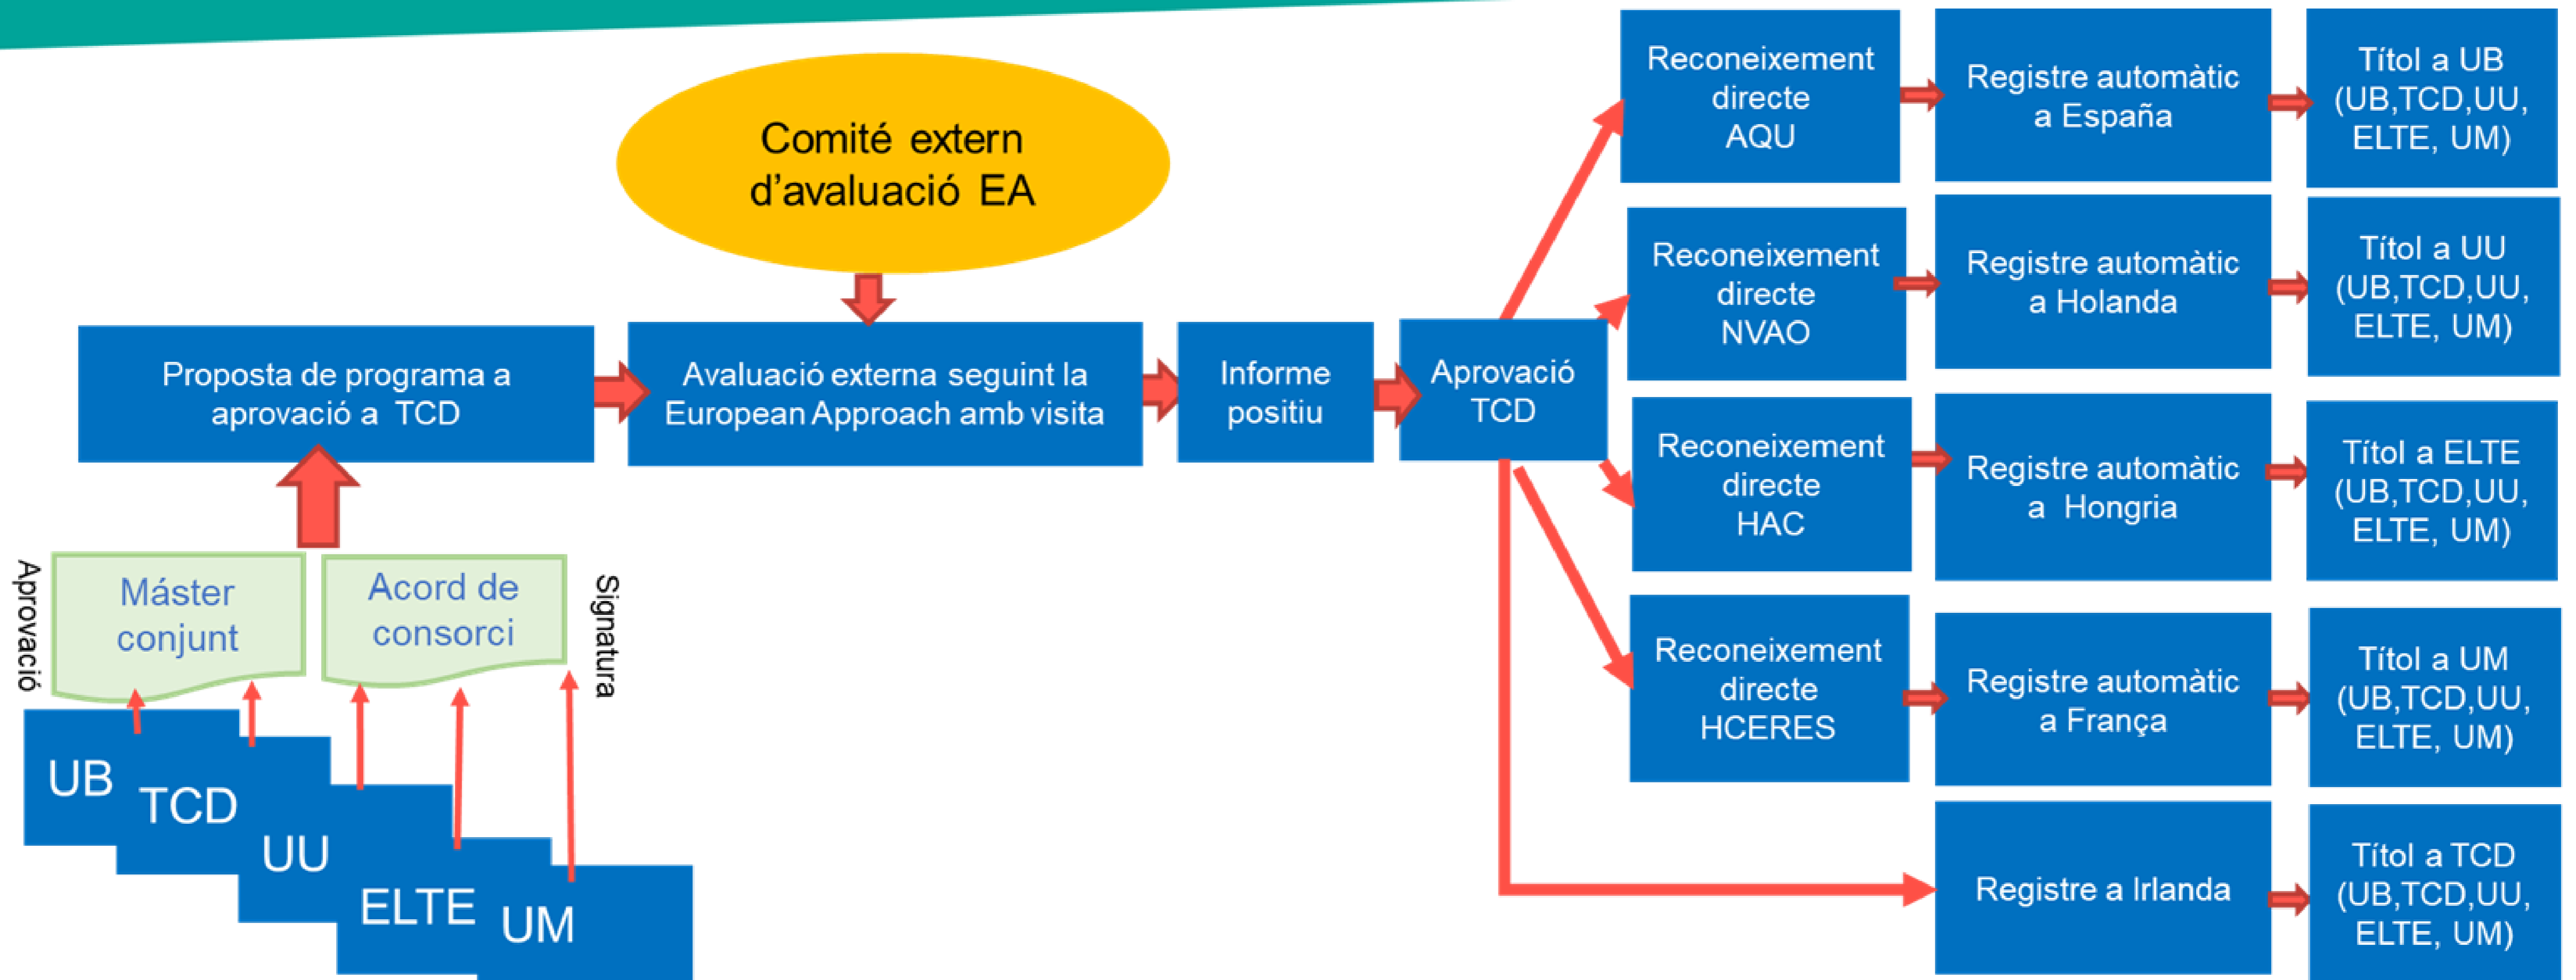 Comité extern
d'avaluació EA
Proposta de programa a
aprovació a TCD
Avaluació externa seguint la
European Approach amb visita
Informe
positiu
Aprovació
TCD
Aprovació
Máster
conjunt
Acord de
consorci
Signatura
UB
TCD
UU
ELTE
UM
Reconeixement
directe
AQU
Registre automàtic
a España
Títol a UB
(UB,TCD,UU,
ELTE, UM)
Reconeixement
directe
NVAO
Registre automàtic
a Holanda
Títol a UU
(UB,TCD,UU,
ELTE, UM)
Reconeixement
directe
HAC
Registre automàtic
a Hongria
Títol a ELTE
(UB,TCD,UU,
ELTE, UM)
Reconeixement
directe
HCERES
Registre automàtic
a França
Títol a UM
(UB,TCD,UU,
ELTE, UM)
Registre a Irlanda
Títol a TCD
(UB,TCD,UU,
ELTE, UM)